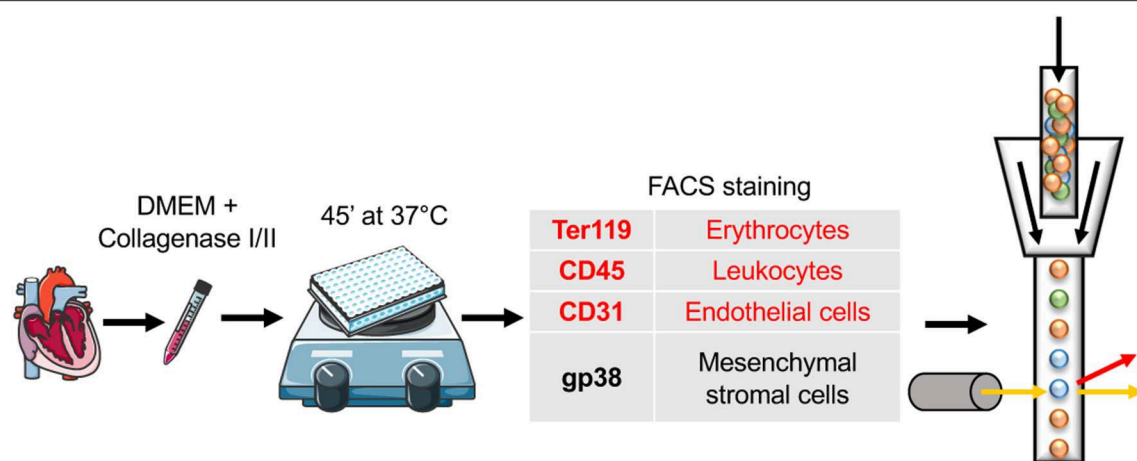 DMEM +
Collagenase I/II
45’ at 37°C
FACS staining
Ter119 Erythrocytes
CD45 Leukocytes
CD31 Endothelial cells
gp38 Mesenchymal
stromal cells